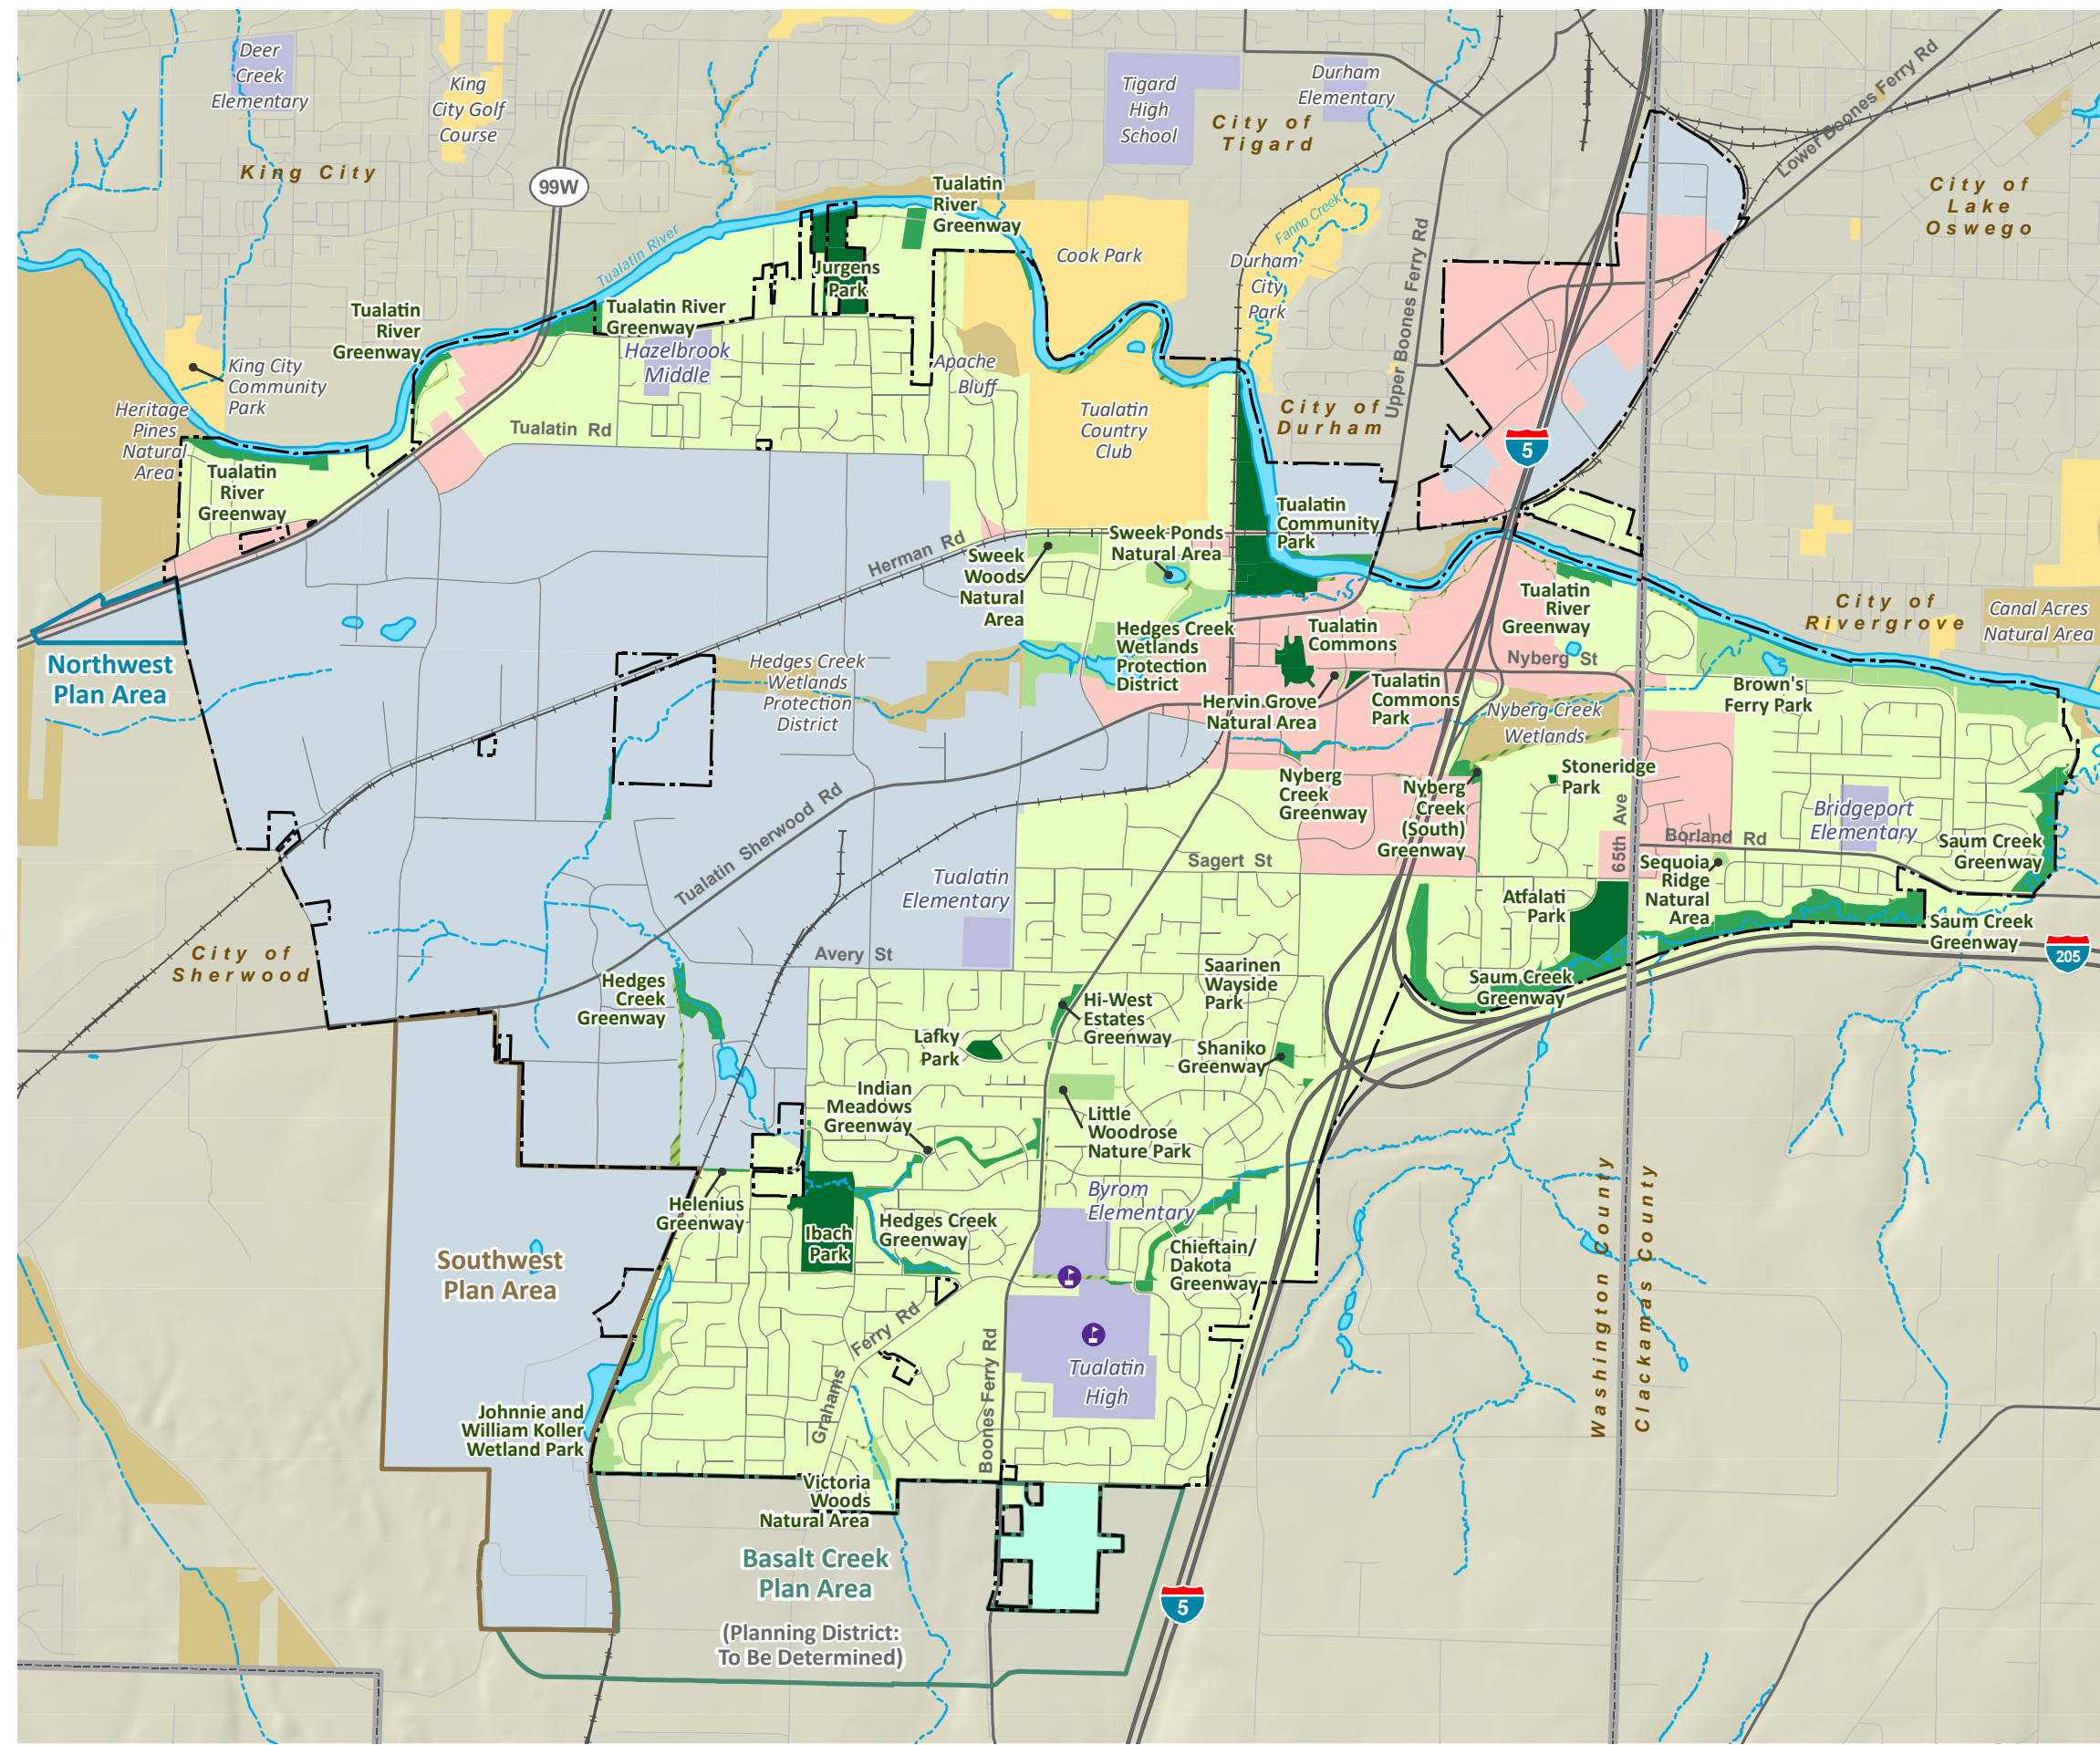 Deer
Creek
Elementary
King
City Golf
Course
King City
99W
Tigard
High
School
Durham
Elementary
City of
Tigard
Lower Boones Ferry Rd
City of
Lake
Oswego
Tualatin
River
Greenway
Tualatin River
Cook Park
Fanno Creek
Durham
City
Park
Upper Boones Ferry Rd
Jurgens
Park
Tualatin
River
Greenway
Tualatin River
Greenway
Hazelbrook
Middle
Apache
Bluff
King City
Community
Park
Heritage
Pines
Natural
Area
Tualatin
River
Greenway
Tualatin Rd
Tualatin
Country
Club
City of
Durham
5
Tualatin
Community
Park
Herman Rd
Sweek
Woods
Natural
Area
Sweek Ponds
Natural Area
Tualatin
River
Greenway
City of
Rivergrove
Canal Acres
Natural Area
Northwest
Plan Area
Hedges Creek
Wetlands
Protection
District
Hedges Creek
Wetlands
Protection
District
Tualatin
Commons
Nyberg St
Hervin Grove
Natural Area
Tualatin
Commons
Park
Nyberg Creek
Wetlands
Brown's
Ferry Park
Nyberg
Creek
Greenway
Nyberg
Creek
(South)
Greenway
Stoneridge
Park
65th Ave
Bridgeport
Elementary
Borland Rd
Saum Creek
Greenway
Sequoia
Ridge
Natural
Area
Tualatin Sherwood Rd
Sagert St
Tualatin
Elementary
Atfalati
Park
Saum Creek
Greenway
205
City of
Sherwood
Avery St
Hedges
Creek
Greenway
Saarinen
Wayside
Park
Saum Creek
Greenway
Hi-West
Estates
Greenway
Lafky
Park
Shaniko
Greenway
Indian
Meadows
Greenway
Little
Woodrose
Nature Park
Helenius
Greenway
Ibach
Park
Hedges Creek
Greenway
Byrom
Elementary
Chieftain/
Dakota
Greenway
Washington County
Clackamas County
Southwest
Plan Area
Grahams Ferry Rd
Boones Ferry Rd
Tualatin
High
Johnnie and
William Koller
Wetland Park
Victoria
Woods
Natural Area
Basalt Creek
Plan Area
(Planning District:
To Be Determined)
5